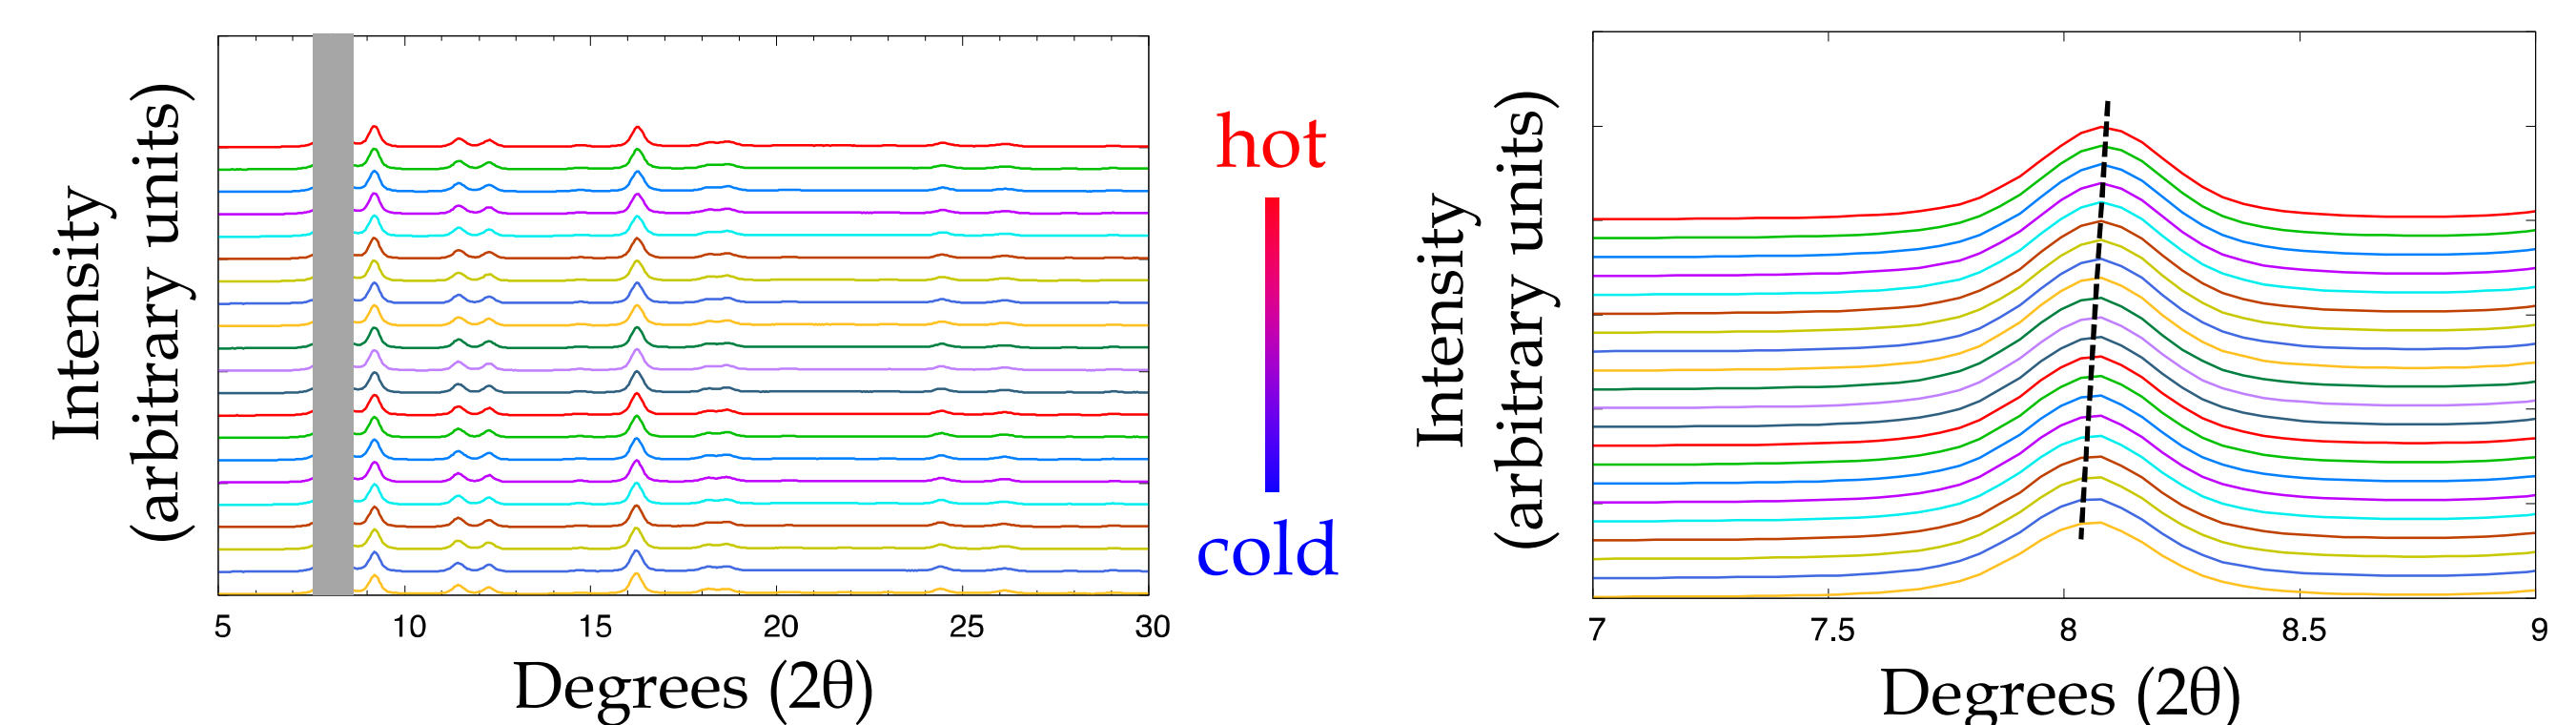 Intensity
(arbitrary units)
5
10
15
20
25
30
Degrees (2θ)
hot
cold
Intensity
(arbitrary units)
7
7.5
8
8.5
9
Degrees (2θ)